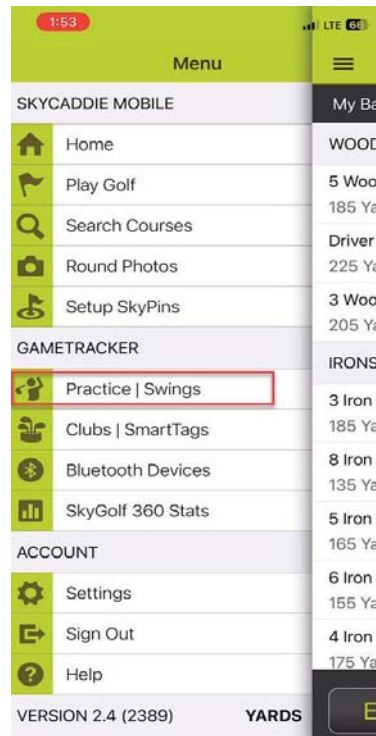 1:53
LTE 66
Menu
SKYCADDIE MOBILE
Home
Play Golf
Search Courses
Round Photos
Setup SkyPins
GAMETRACKER
Practice | Swings
Clubs | SmartTags
Bluetooth Devices
SkyGolf 360 Stats
ACCOUNT
Settings
Sign Out
Help
VERSION 2.4 (2389) YARDS
My Ba
WOOD
5 Woo
185 Ya
Driver
225 Ya
3 Woo
205 Ya
IRONS
3 Iron
185 Ya
8 Iron
135 Ya
5 Iron
165 Ya
6 Iron
155 Ya
4 Iron
175 Ya
E